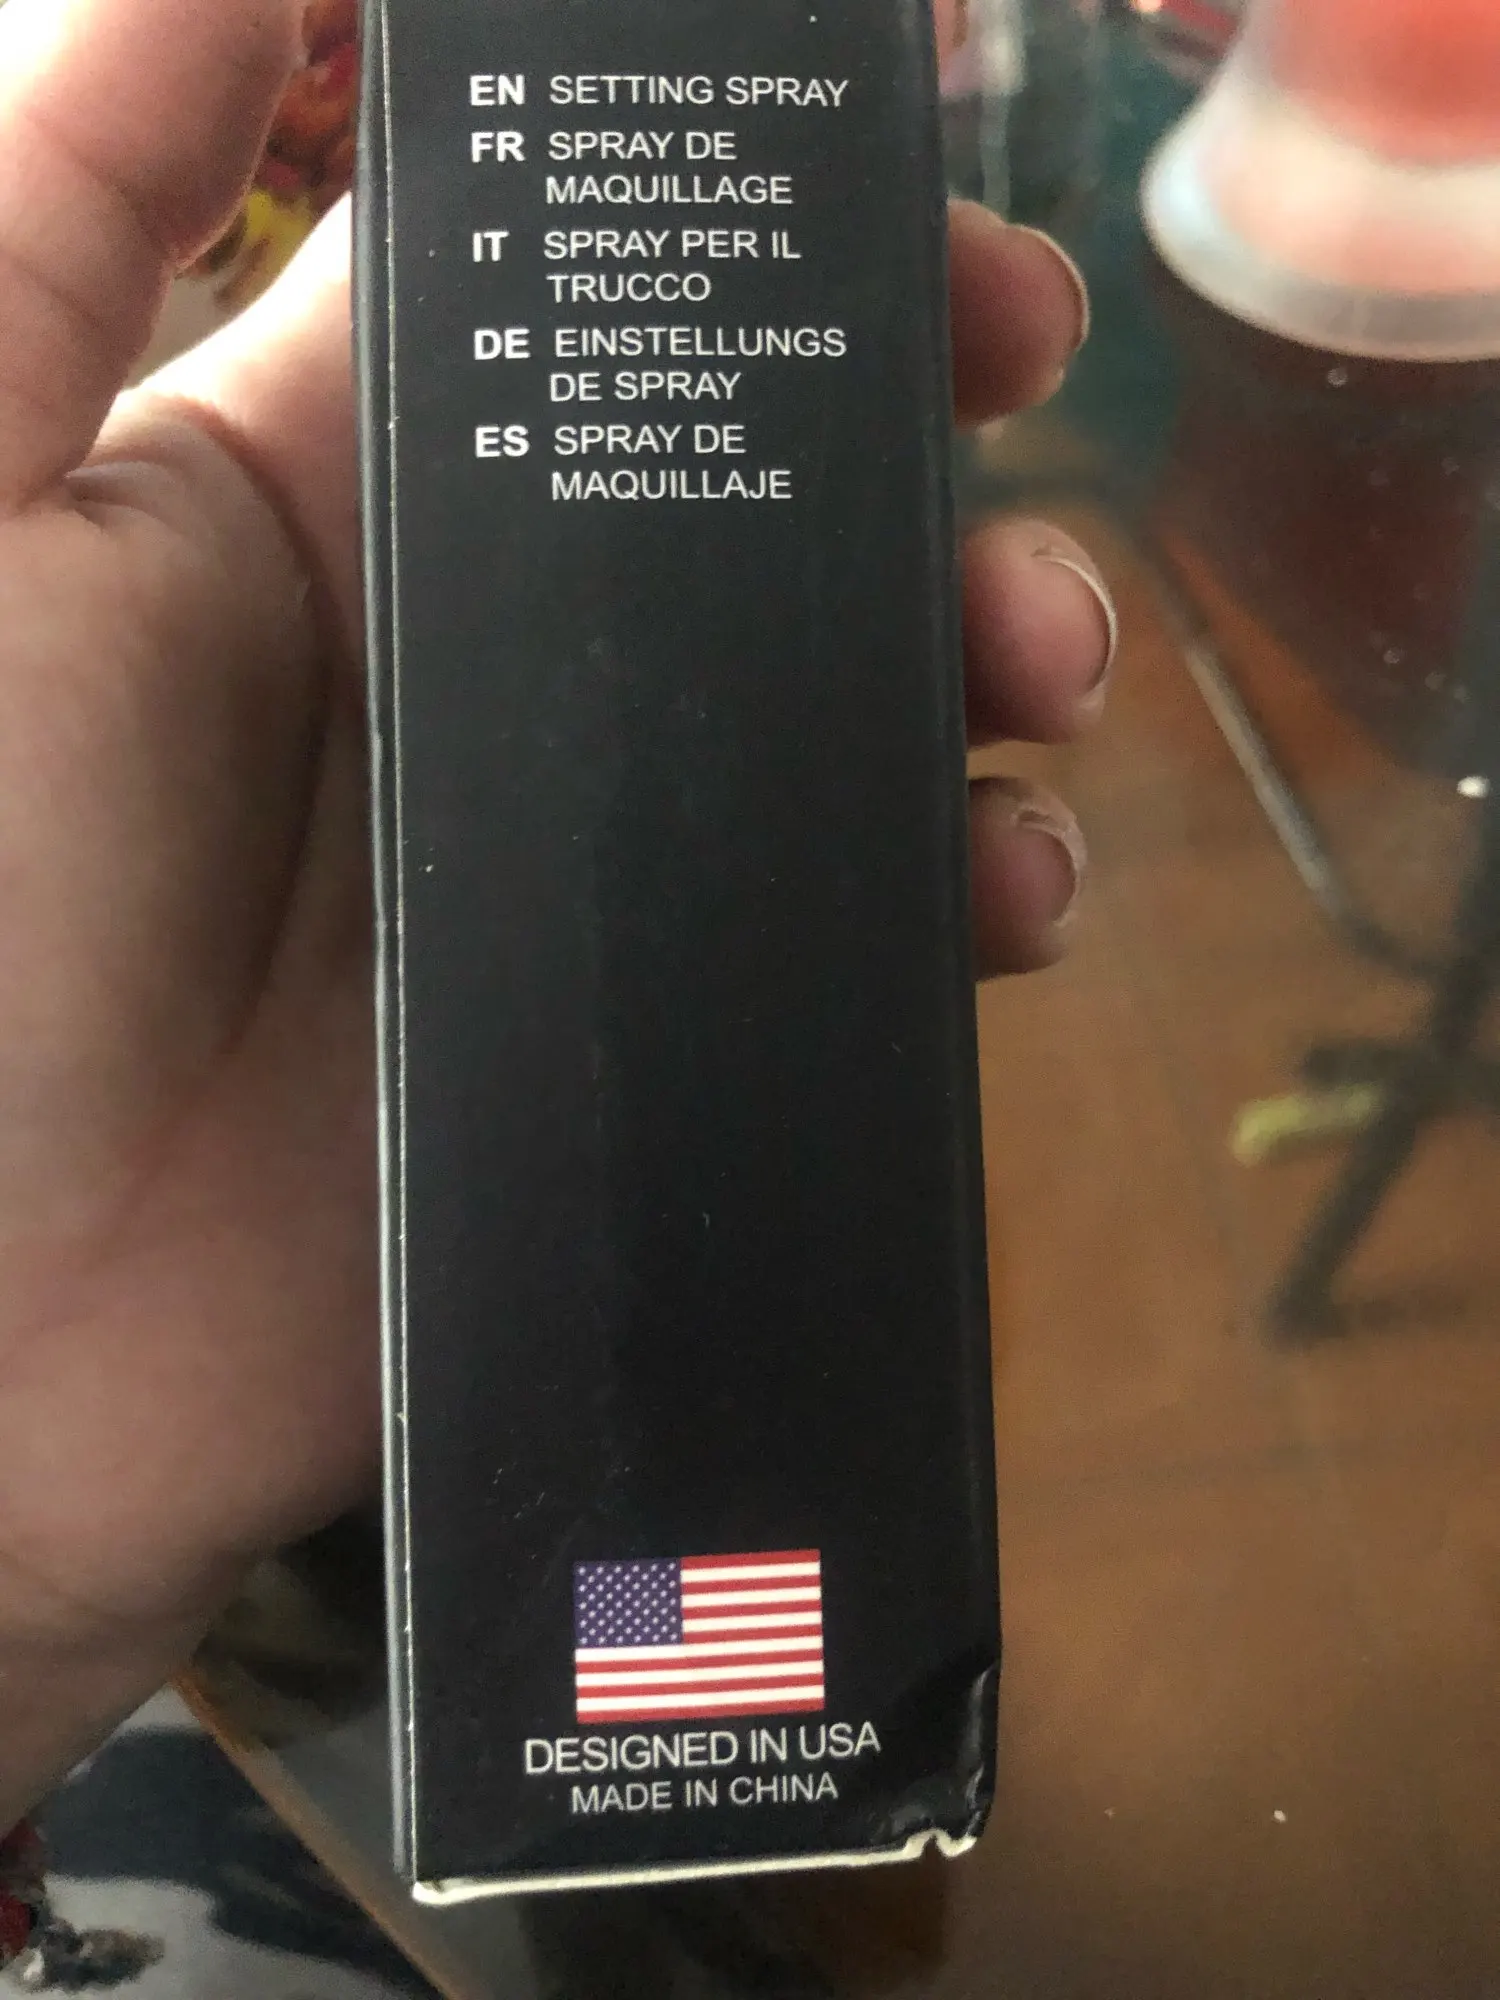 EN SETTING SPRAY
FR SPRAY DE
MAQUILLAGE
IT SPRAY PER IL
TRUCCO
DE EINSTELLUNGS
DE SPRAY
ES SPRAY DE
MAQUILLAJE
DESIGNED IN USA
MADE IN CHINA